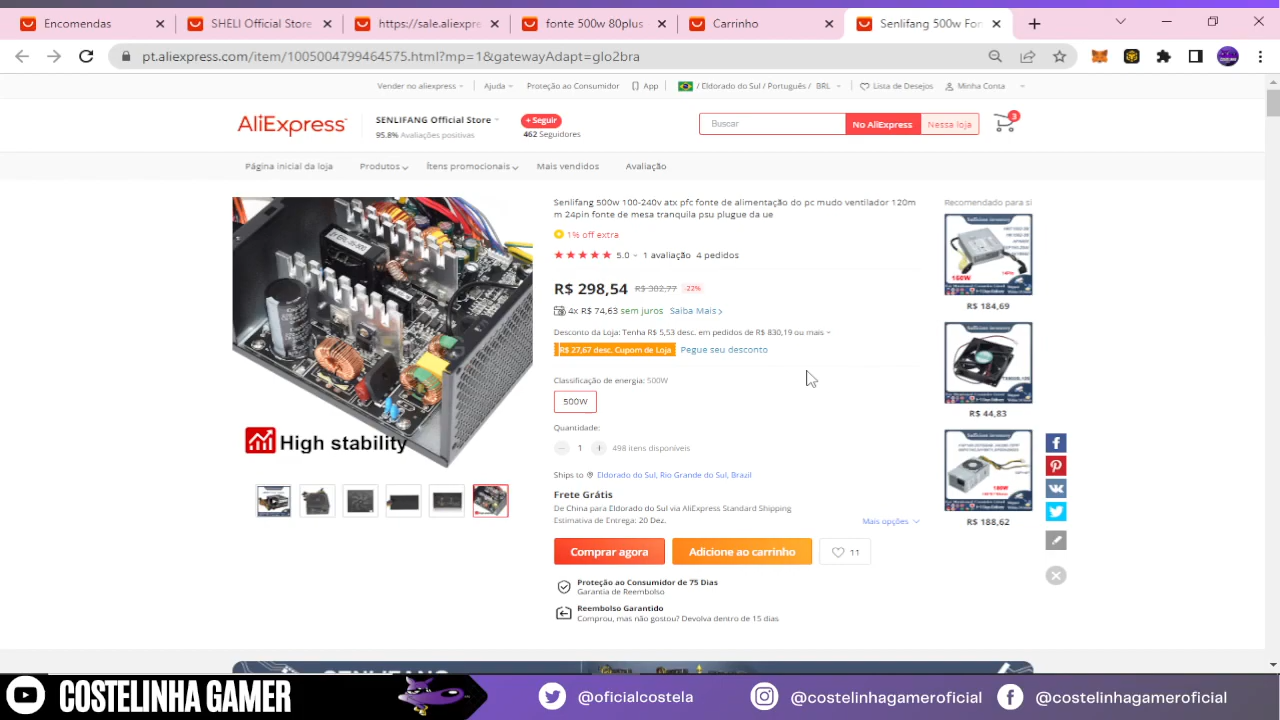 Encomendas
SHELI Official Store
https://sale.aliexpre
fonte 500w 80plus
Carrinho
Senlifang 500w Fon
pt.aliexpress.com/item/1005004799464575.html?mp=1&gatewayAdapt=glo2bra
Vender no aliexpress
Ajuda
Proteção ao Consumidor
App
/ Eldorado do Sul / Português / BRL
Lista de Desejos
Minha Conta
AliExpress
SENLIFANG Official Store
95.8% Avaliações positivas
+ Seguir
462 Seguidores
Buscar
No AliExpress
Nessa loja
3
Página inicial da loja
Produtos
Ítens promocionais
Mais vendidos
Avaliação
Senlifang 500w 100-240v atx pfc fonte de alimentação do pc mudo ventilador 120m
m 24pin fonte de mesa tranquila psu plugue da ue
1% off extra
5.0
1 avaliação
4 pedidos
R$ 298,54
R$ 382,77
-22%
4x R$ 74,63 sem juros
Saiba Mais
Desconto da Loja: Tenha R$ 5,53 desc. em pedidos de R$ 830,19 ou mais
R$ 27,67 desc. Cupom de Loja
Pegue seu desconto
Classificação de energia: 500W
500W
Quantidade:
1
498 itens disponíveis
Ships to
Eldorado do Sul, Rio Grande do Sul, Brazil
Frete Grátis
De China para Eldorado do Sul via AliExpress Standard Shipping
Estimativa de Entrega: 20 Dez.
Mais opções
Comprar agora
Adicione ao carrinho
11
Proteção ao Consumidor de 75 Dias
Garantia de Reembolso
Reembolso Garantido
Comprou, mas não gostou? Devolva dentro de 15 dias
High stability
Recomendado para si
R$ 184,69
R$ 44,83
R$ 188,62
COSTELINHA GAMER
@oficialcostela
@costelinhagameroficial
@costelinhagameroficial